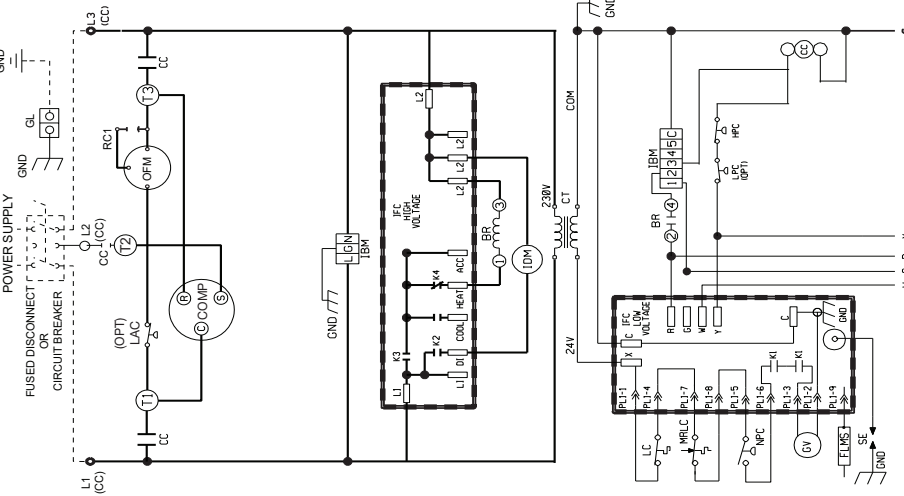 POWER SUPPLY
FUSED DISCONNECT
OR
CIRCUIT BREAKER
GND
GL
GND
L3
(CC)
L2
(CC)
CC
T2
L1
(CC)
CC
T3
RC1
OFM
(OPT)
LAC
T1
CC
R
COMP
S
C
GND
L G N
IBM
IFC
HIGH
VOLTAGE
L2
L2
L2
L2
K3
K4
K2
L1
L1
DI
COOL
HEAT
ACC
BR
1
3
IDM
230V
CT
24V
COM
GND
IBM
1 2 3 4 5 C
BR
2
4
CC
HPC
LPC
(OPT)
IFC
LOW
VOLTAGE
X
C
R
G
W
Y
C
GND
K1
K1
PL1-1
PL1-4
PL1-7
PL1-8
PL1-5
PL1-6
PL1-3
PL1-2
PL1-9
LC
MRLC
NPC
GV
FLMS
SE
GND